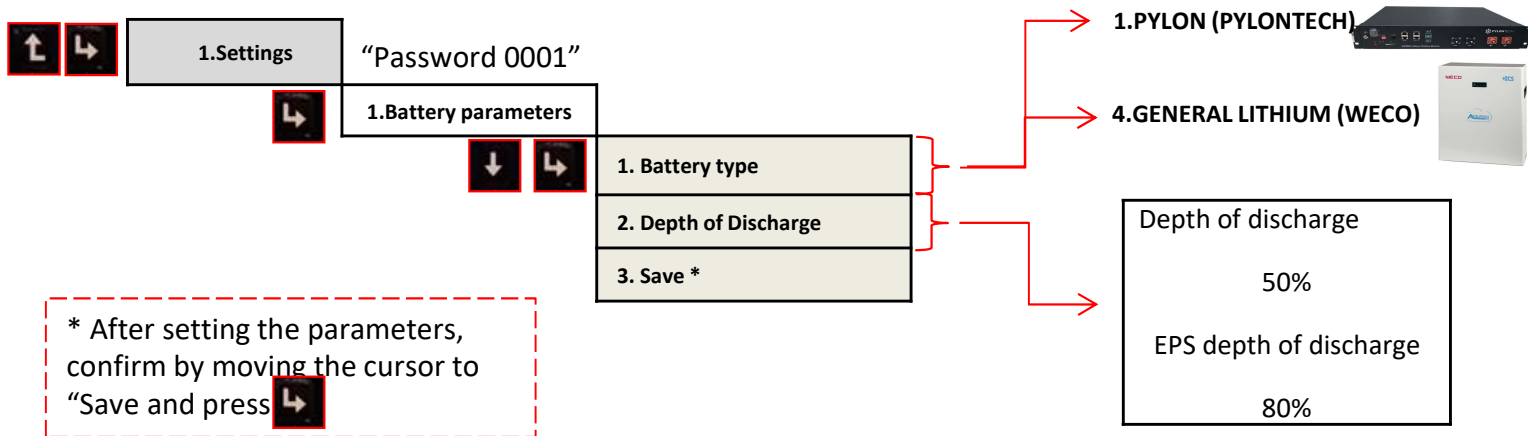 1.Settings
“Password 0001”
1.Battery parameters
1. Battery type
2. Depth of Discharge
3. Save *
1.PYLON (PYLONTECH)
4.GENERAL LITHIUM (WECO)
WECO
Depth of discharge
50%
EPS depth of discharge
80%
* After setting the parameters,
confirm by moving the cursor to
“Save and press